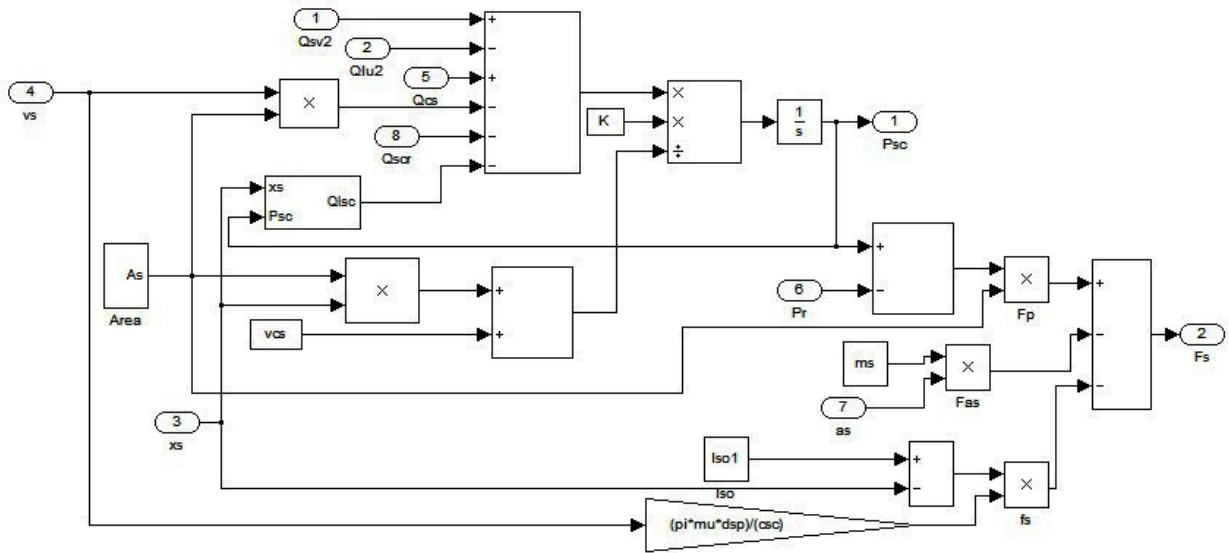 1
Qsv2
2
Qlu2
5
Qcs
4
vs
×
8
Qscr
+
−
+
−
−
−
K
×
×
÷
1
s
1
Psc
xs
Psc
Qlsc
As
Area
×
vcs
+
+
+
−
6
Pr
×
Fp
+
−
−
2
Fs
ms
×
Fas
7
as
3
xs
lso1
lso
+
−
×
fs
(pi*mu*dsp)/(csc)